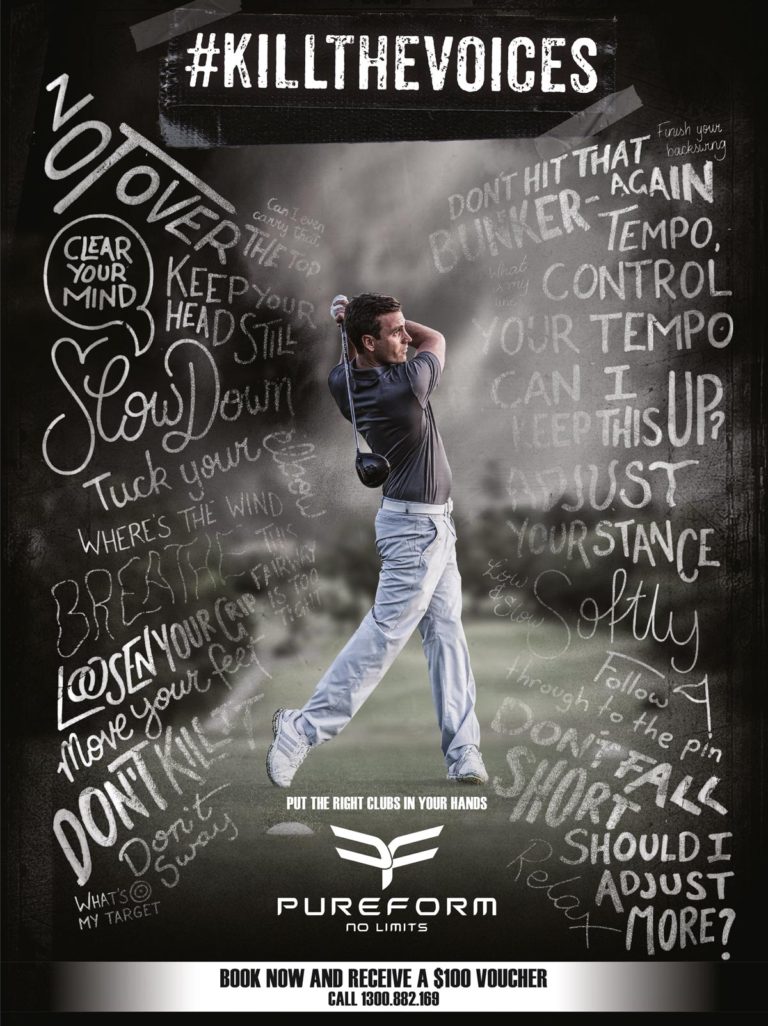 #KILLTHEVOICES
NOT OVER
THE TOP
Can I even
carry that
CLEAR
YOUR
MIND
KEEP YOUR
HEAD STILL
Slow Down
Tuck your
elbow
WHERE'S THE WIND
BREATHE
THIS
FAIRWAY
IS TOO
TIGHT
LOOSEN YOUR GRIP
Move your feet
DON'T KILL IT
Don't
Sway
WHAT'S
MY TARGET
Finish your
backswing
DON'T HIT THAT
BUNKER- AGAIN
What
is my
line
TEMPO,
CONTROL
YOUR TEMPO
CAN I
KEEP THIS UP?
ADJUST
YOUR STANCE
Low
& Slow
Softly
Follow
through to the pin
DON'T FALL
SHORT
SHOULD I
ADJUST
MORE?
Relax
PUT THE RIGHT CLUBS IN YOUR HANDS
PUREFORM
NO LIMITS
BOOK NOW AND RECEIVE A $100 VOUCHER
CALL 1300.882.169